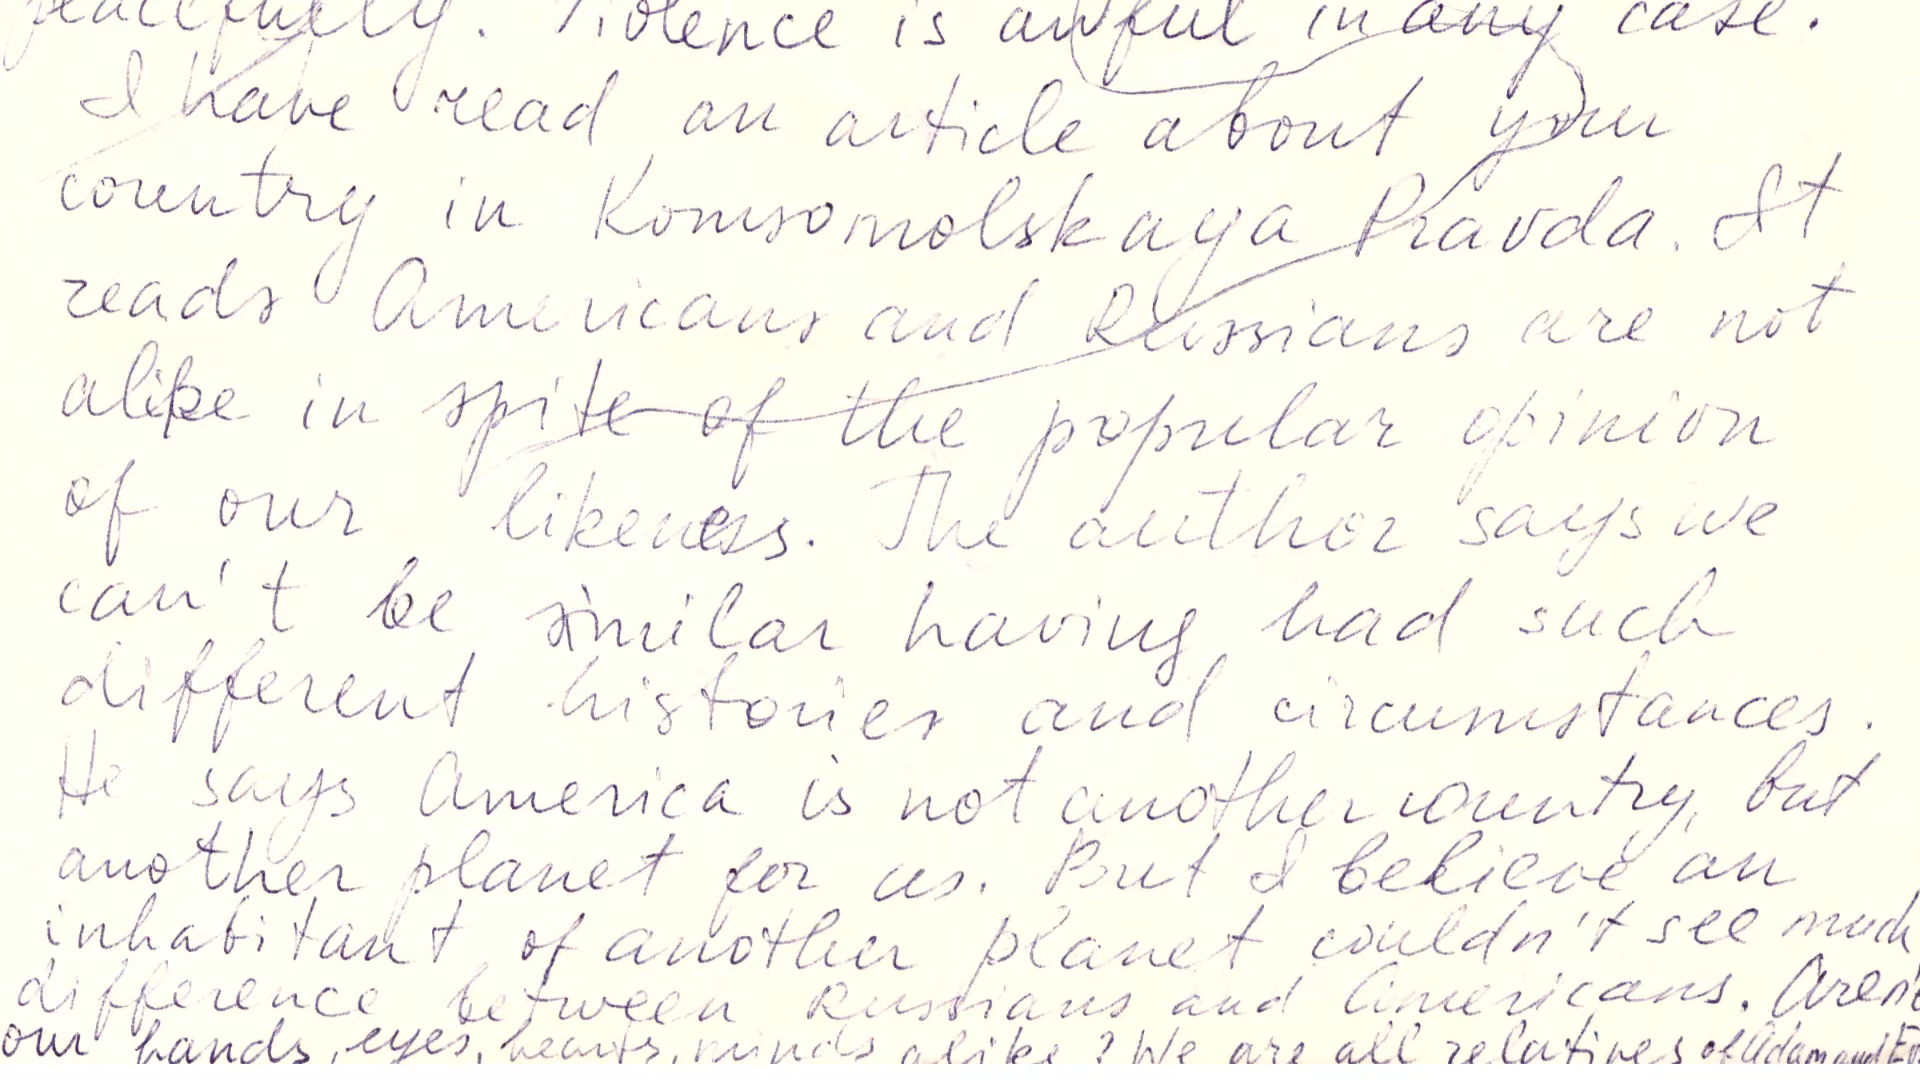 peacefully. Violence is awful in any case.
I have read an article about your
country in Komsomolskaya Pravda. It
reads Americans and Russians are not
alike in spite of the popular opinion
of our likeness. The author says we
can't be similar having had such
different histories and circumstances.
He says America is not another country, but
another planet for us. But I believe an
inhabitant of another planet couldn't see much
difference between Russians and Americans. Aren't
our hands, eyes, hearts, minds alike? We are all relatives of Adam and Eve